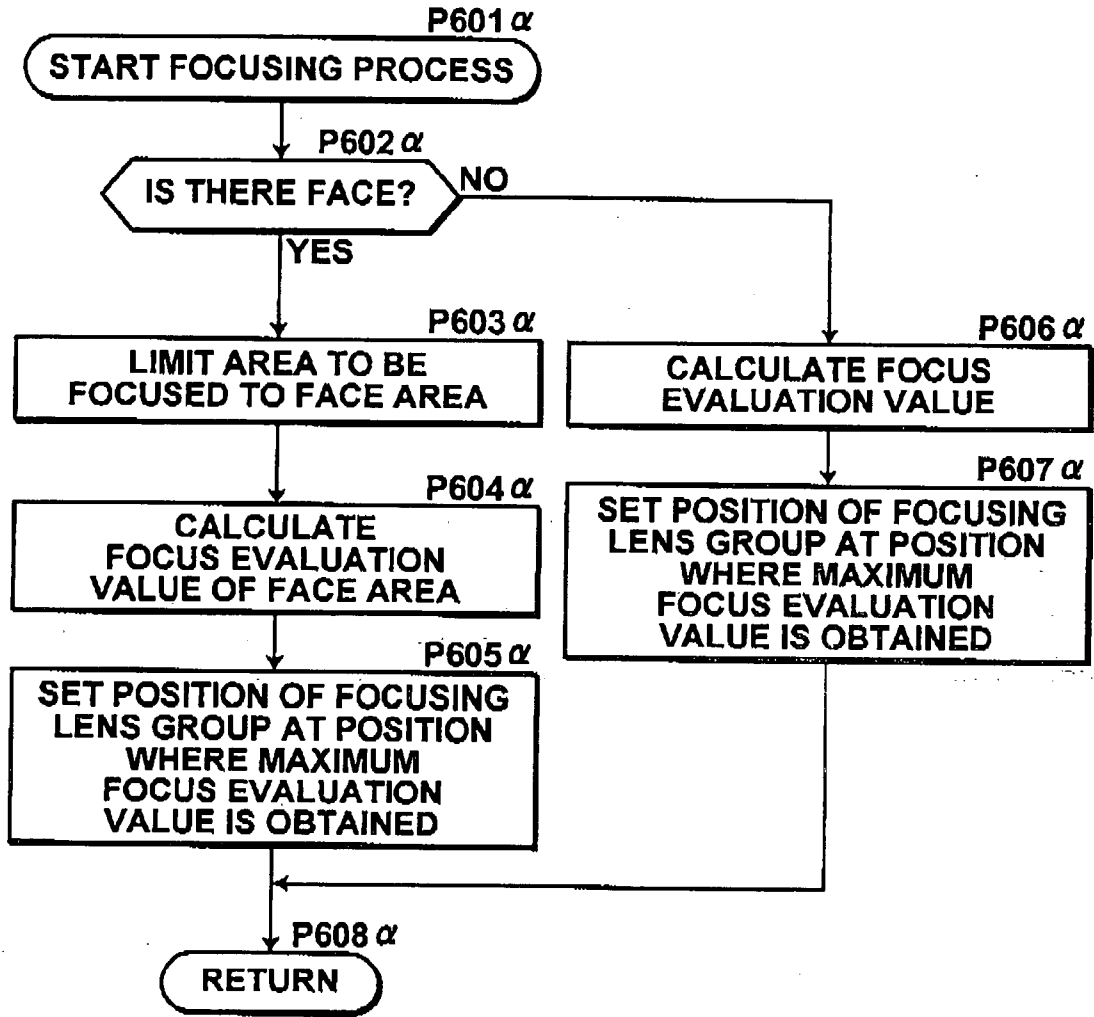 P601α
START FOCUSING PROCESS
P602α
IS THERE FACE?
NO
YES
P603α
LIMIT AREA TO BE
FOCUSED TO FACE AREA
P604α
CALCULATE
FOCUS EVALUATION
VALUE OF FACE AREA
P605α
SET POSITION OF FOCUSING
LENS GROUP AT POSITION
WHERE MAXIMUM
FOCUS EVALUATION
VALUE IS OBTAINED
P606α
CALCULATE FOCUS
EVALUATION VALUE
P607α
SET POSITION OF FOCUSING
LENS GROUP AT POSITION
WHERE MAXIMUM
FOCUS EVALUATION
VALUE IS OBTAINED
P608α
RETURN